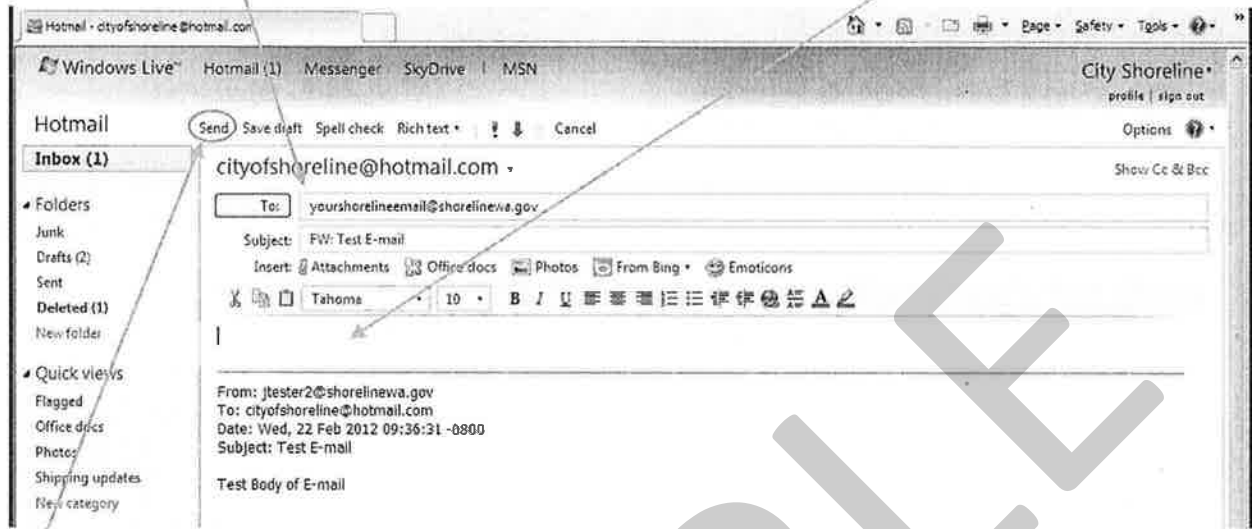 Hotmail - cityofshoreline@hotmail.com
Page Safety Tools
Windows Live™ Hotmail (1) Messenger SkyDrive | MSN
City Shoreline
profile | sign out
Hotmail
Send Save draft Spell check Rich text ! Cancel
Options
Inbox (1)
cityofshoreline@hotmail.com
Show Cc & Bcc
Folders
Junk
Drafts (2)
Sent
Deleted (1)
New folder
Quick views
Flagged
Office docs
Photos
Shipping updates
New category
To: yourshorelineemail@shorelinewa.gov
Subject: FW: Test E-mail
Insert: Attachments Office docs Photos From Bing Emoticons
Tahoma 10 B I U A
From: jtester2@shorelinewa.gov
To: cityofshoreline@hotmail.com
Date: Wed, 22 Feb 2012 09:36:31 -0800
Subject: Test E-mail
Test Body of E-mail